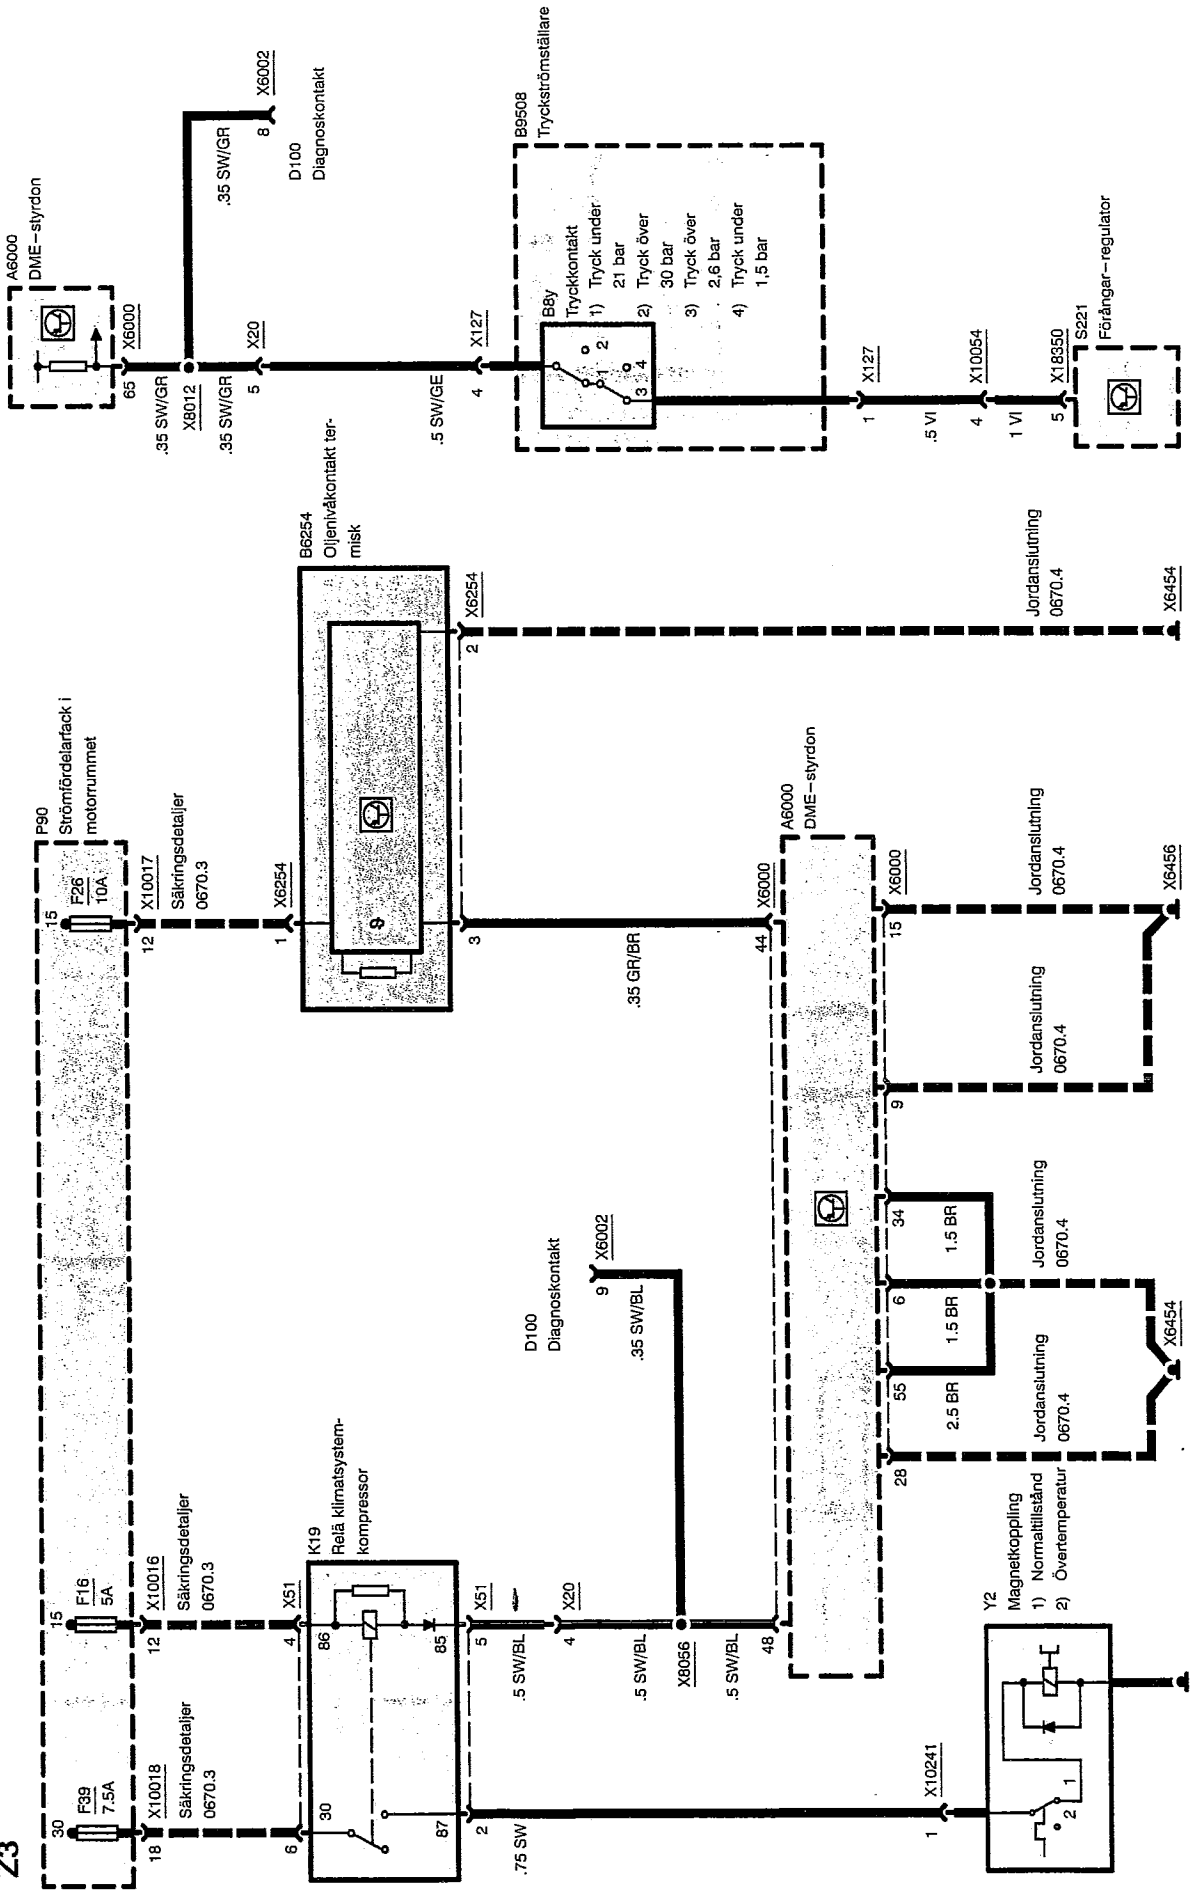 23
P90
Strömfördelarfack i
motorrummet
30
F39
7.5A
18
X10018
Säkringsdetaljer
0670.3
15
F16
5A
12
X10016
Säkringsdetaljer
0670.3
15
F26
10A
12
X10017
Säkringsdetaljer
0670.3
6
4
X51
K19
Relä klimatsystem-
kompressor
30
86
87
85
2
.75 SW
5
X51
.5 SW/BL
4
X20
.5 SW/BL
X8056
.5 SW/BL
48
D100
Diagnoskontakt
9
X6002
.35 SW/BL
1
X6254
B6254
Oljenivåkontakt ter-
misk
3
2
X6254
.35 GR/BR
44
X6000
A6000
DME-styrdon
28
55
6
34
9
15
X6000
2.5 BR
1.5 BR
1.5 BR
Jordanslutning
0670.4
Jordanslutning
0670.4
Jordanslutning
0670.4
Jordanslutning
0670.4
Jordanslutning
0670.4
X6454
X6456
X6454
1
X10241
Y2
Magnetkoppling
1) Normaltillstånd
2) Övertemperatur
2
1
A6000
DME-styrdon
65
X6000
.35 SW/GR
X8012
.35 SW/GR
.35 SW/GR
8
X6002
D100
Diagnoskontakt
5
X20
.5 SW/GE
4
X127
B9508
Tryckströmställare
B8y
Tryckkontakt
1) Tryck under
21 bar
2) Tryck över
30 bar
3) Tryck över
2,6 bar
4) Tryck under
1,5 bar
1
2
3
4
1
X127
.5 VI
4
X10054
1 VI
5
X18350
S221
Förångar-regulator